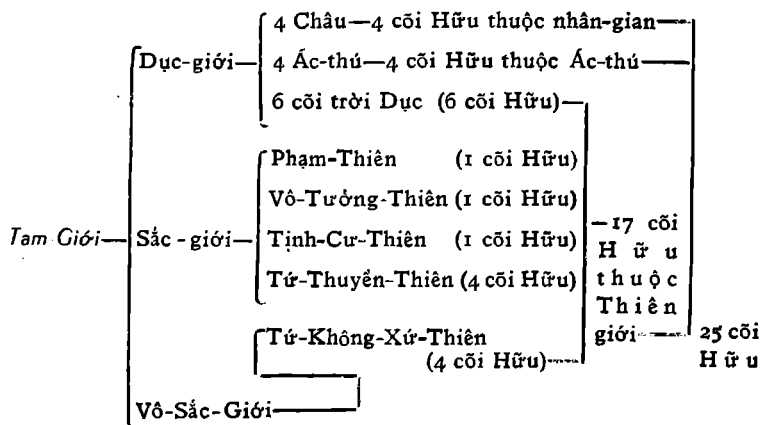 4 Châu—4 cõi Hữu thuộc nhân-gian
Dục-giới— 4 Ác-thú—4 cõi Hữu thuộc Ác-thú
6 cõi trời Dục (6 cõi Hữu)
Phạm-Thiên (1 cõi Hữu)
Vô-Tưởng-Thiên (1 cõi Hữu)
Tam Giới— Sắc-giới— Tịnh-Cư-Thiên (1 cõi Hữu)
Tứ-Thuyền-Thiên (4 cõi Hữu)
—17 cõi
Hữu
thuộc
Thiên
giới
Tứ-Không-Xứ-Thiên
(4 cõi Hữu)
25 cõi
Hữu
Vô-Sắc-Giới